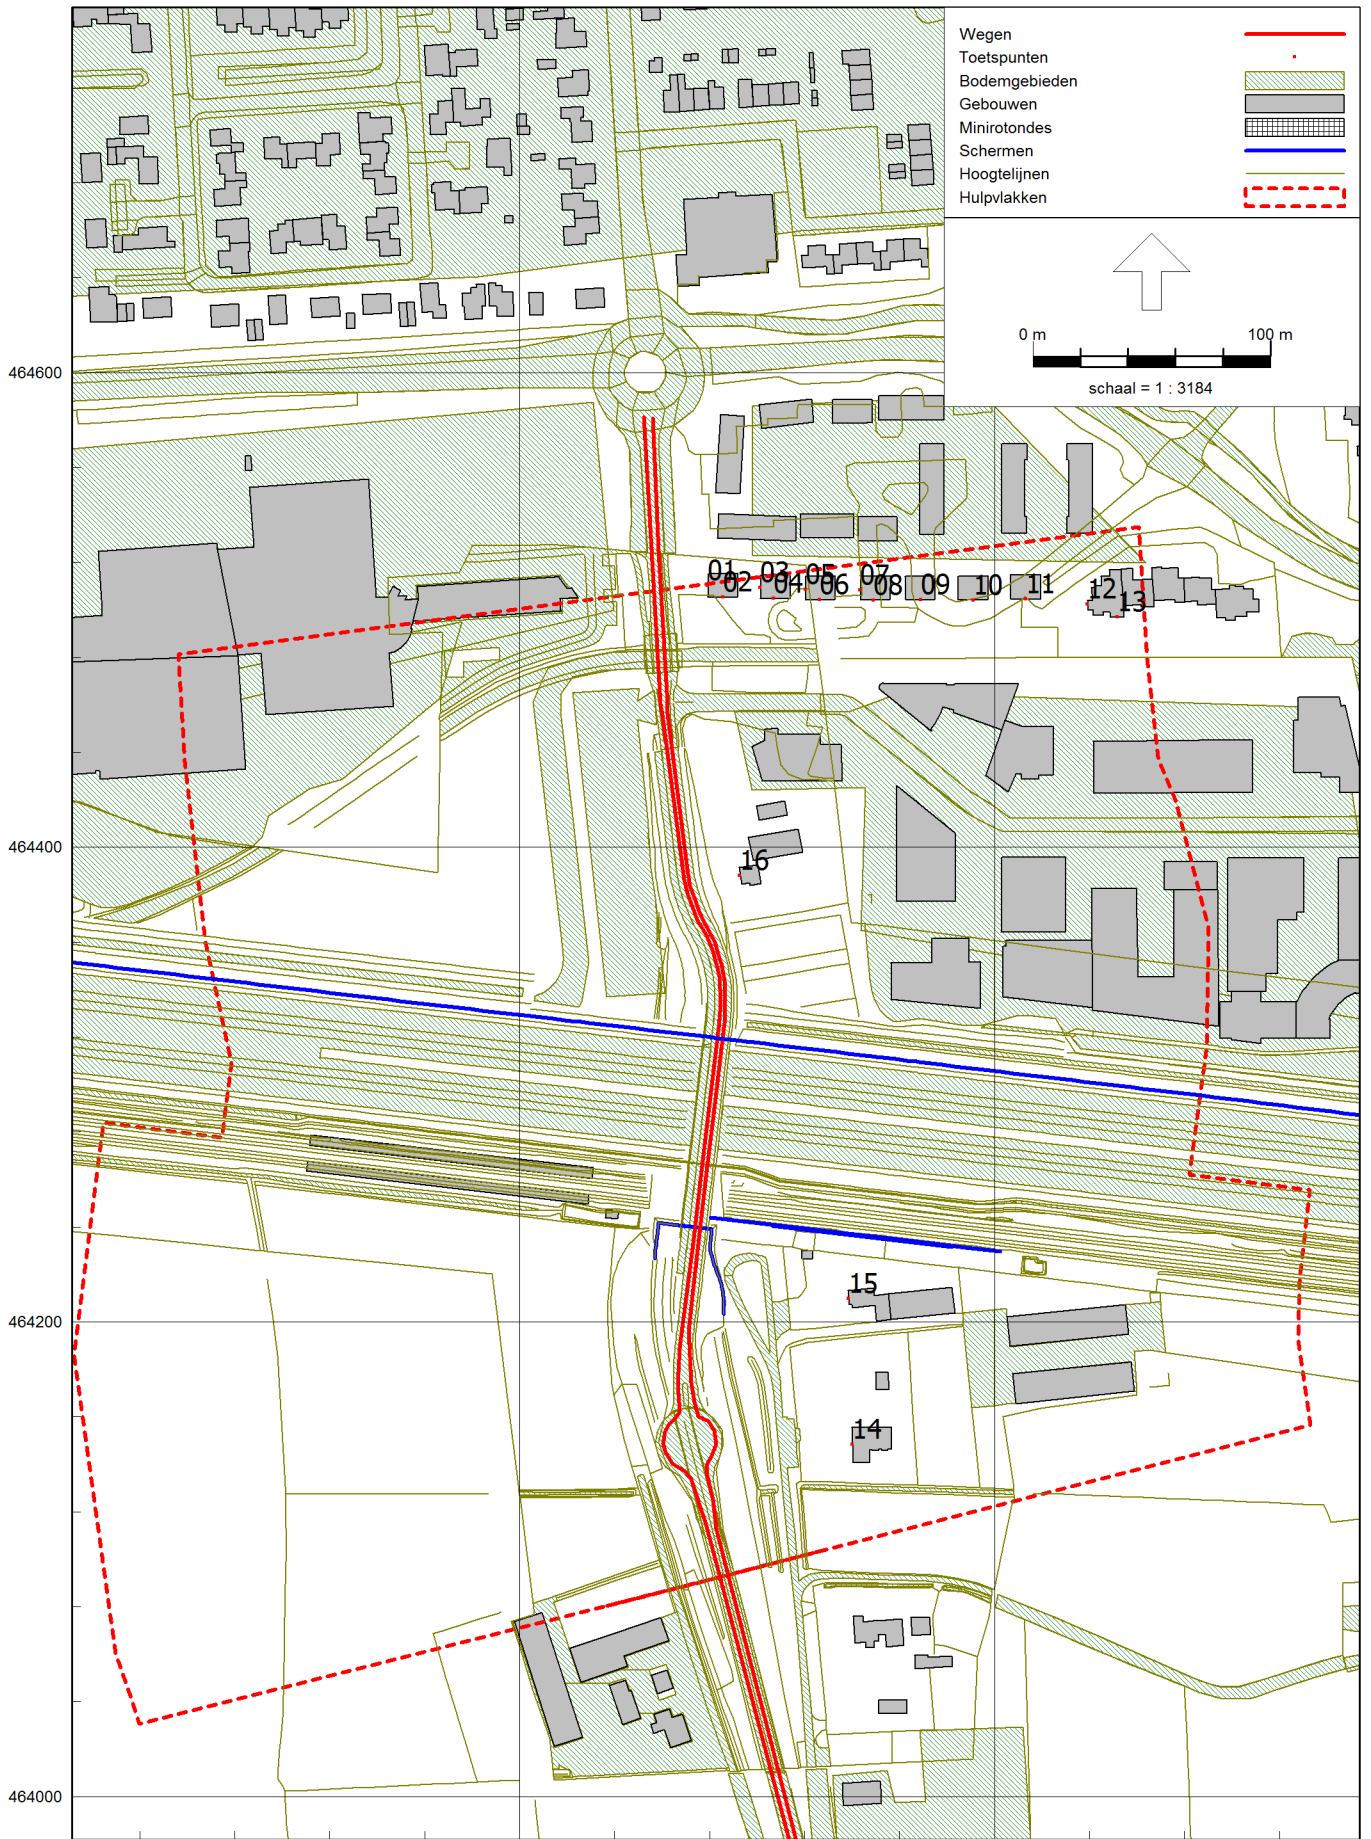 Wegen
Toetspunten
Bodemgebieden
Gebouwen
Minirotondes
Schermen
Hoogtelijnen
Hulpvlakken
0 m 100 m
schaal = 1 : 3184
464600
01 02 03 04 05 06 07 08 09 10 11 12 13
464400
16
15
464200
14
464000